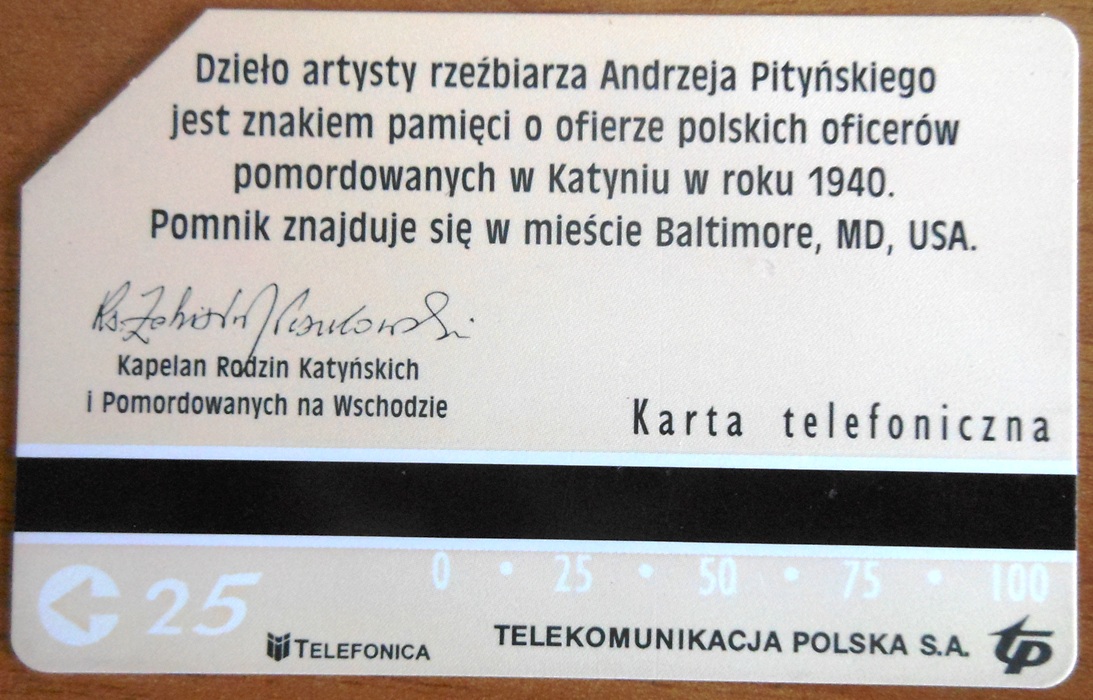 Dzieło artysty rzeźbiarza Andrzeja Pityńskiego
jest znakiem pamięci o ofierze polskich oficerów
pomordowanych w Katyniu w roku 1940.
Pomnik znajduje się w mieście Baltimore, MD, USA.
Ks.
Kapelan Rodzin Katyńskich
i Pomordowanych na Wschodzie
Karta telefoniczna
0 • 25 • 50 • 75 • 100
25
TELEFONICA
TELEKOMUNIKACJA POLSKA S.A.
tp